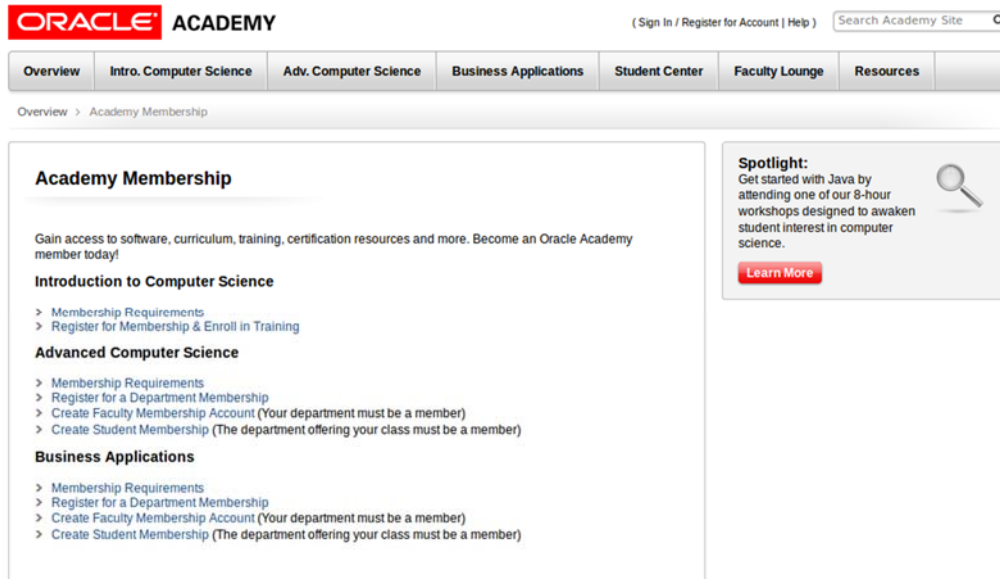 ORACLE ACADEMY
( Sign In / Register for Account | Help )
Search Academy Site
Overview
Intro. Computer Science
Adv. Computer Science
Business Applications
Student Center
Faculty Lounge
Resources
Overview > Academy Membership
Academy Membership
Gain access to software, curriculum, training, certification resources and more. Become an Oracle Academy
member today!
Introduction to Computer Science
> Membership Requirements
> Register for Membership & Enroll in Training
Advanced Computer Science
> Membership Requirements
> Register for a Department Membership
> Create Faculty Membership Account (Your department must be a member)
> Create Student Membership (The department offering your class must be a member)
Business Applications
> Membership Requirements
> Register for a Department Membership
> Create Faculty Membership Account (Your department must be a member)
> Create Student Membership (The department offering your class must be a member)
Spotlight:
Get started with Java by
attending one of our 8-hour
workshops designed to awaken
student interest in computer
science.
Learn More